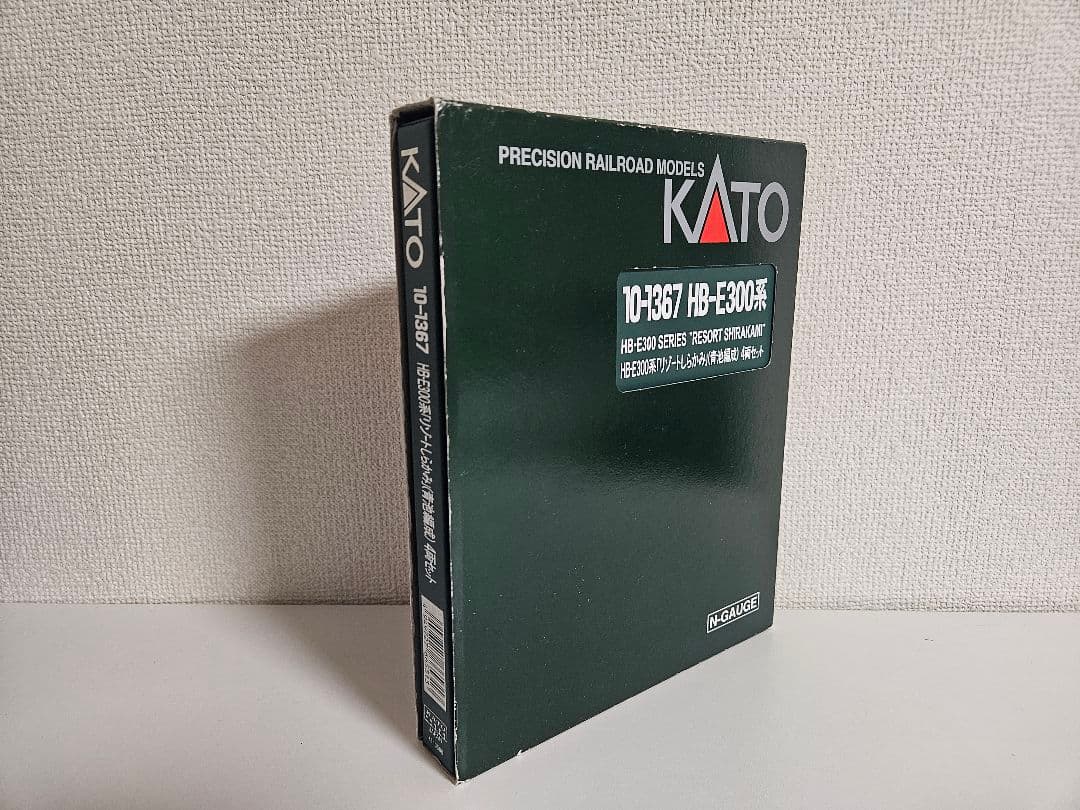 PRECISION RAILROAD MODELS
KATO
10-1367 HB-E300系
HB-E300 SERIES "RESORT SHIRAKAMI"
HB-E300系「リゾートしらかみ」(青池編成) 4両セット
N-GAUGE
KATO
10-1367
HB-E300系「リゾートしらかみ」(青池編成) 4両セット